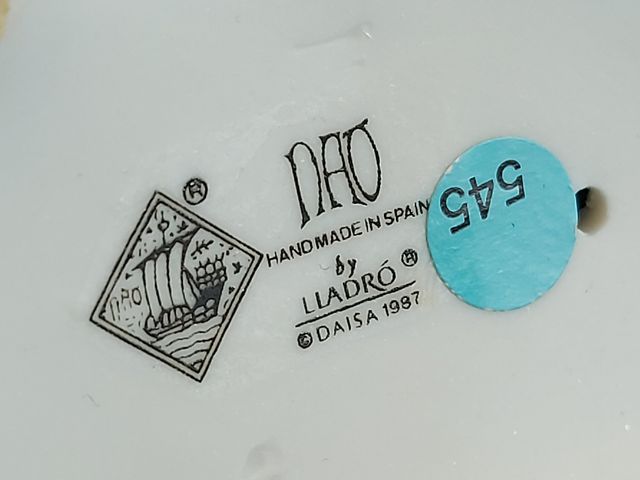 NAO
HANDMADE IN SPAIN
by
LLADRÓ ®
© DAISA 1987
®
NAO
545